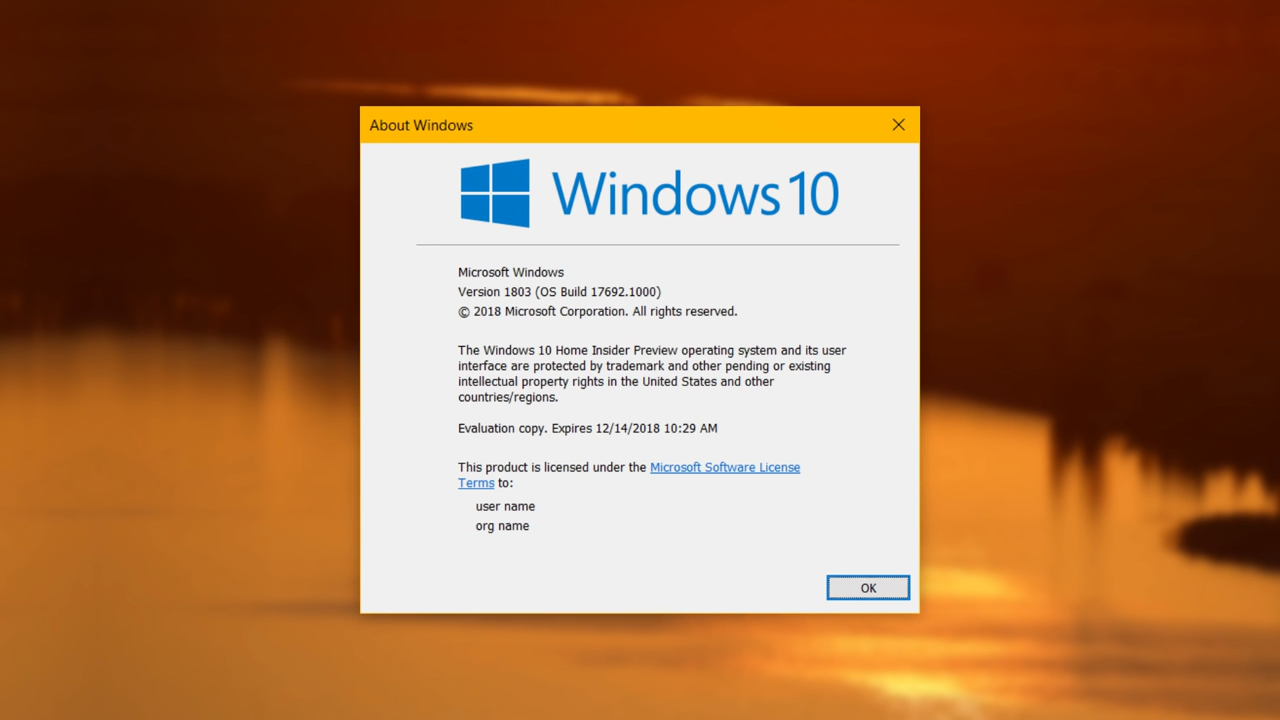 About Windows
Windows 10
Microsoft Windows
Version 1803 (OS Build 17692.1000)
© 2018 Microsoft Corporation. All rights reserved.
The Windows 10 Home Insider Preview operating system and its user
interface are protected by trademark and other pending or existing
intellectual property rights in the United States and other
countries/regions.
Evaluation copy. Expires 12/14/2018 10:29 AM
This product is licensed under the Microsoft Software License
Terms to:
user name
org name
OK